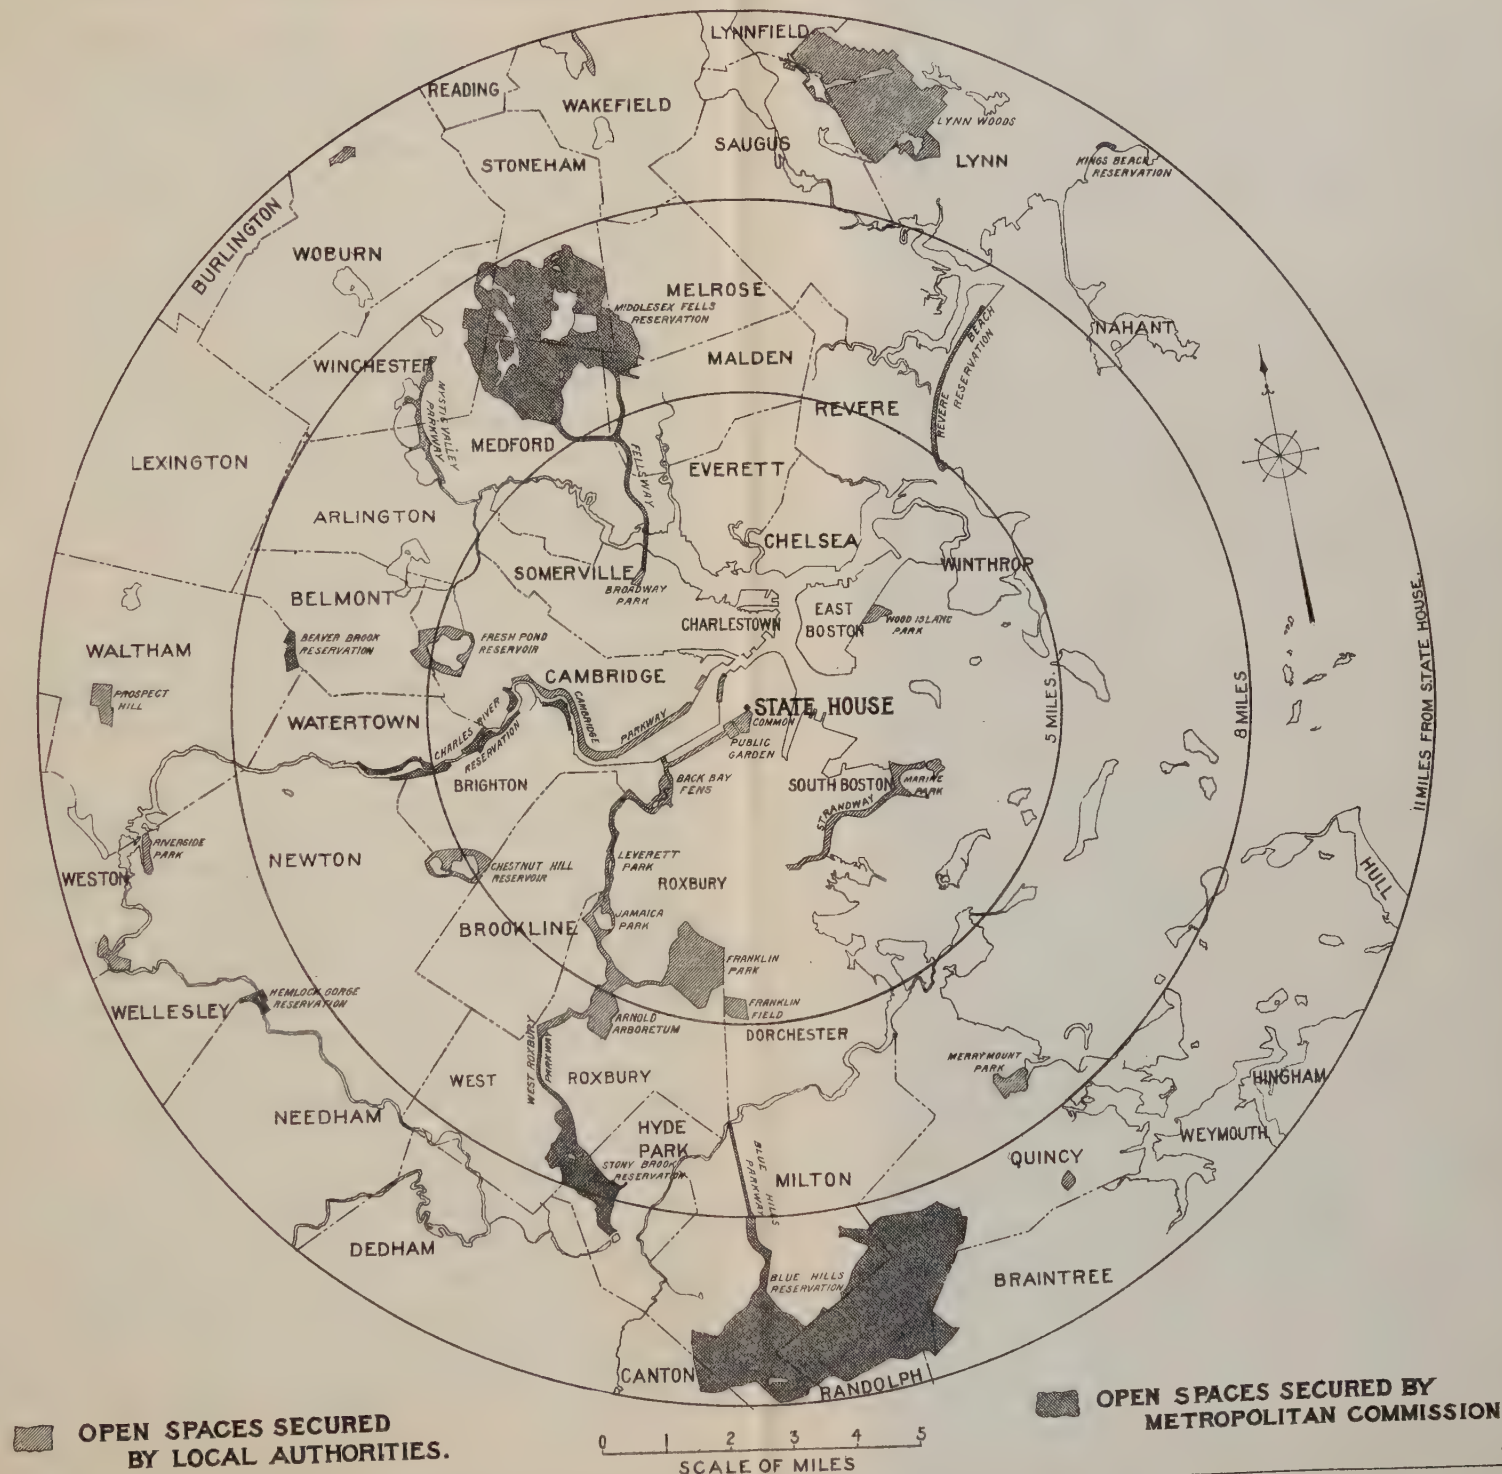 LYNNFIELD
READING
WAKEFIELD
LYNN WOODS
SAUGUS
LYNN
STONEHAM
KINGS BEACH
RESERVATION
BURLINGTON
WOBURN
MELROSE
MIDDLESEX FELLS
RESERVATION
NAHANT
WINCHESTER
MALDEN
REVERE BEACH
RESERVATION
MYSTIC VALLEY
PARKWAY
REVERE
MEDFORD
LEXINGTON
FELLSWAY
EVERETT
ARLINGTON
CHELSEA
WINTHROP
SOMERVILLE
BROADWAY
PARK
BELMONT
EAST
BOSTON
WOOD ISLAND
PARK
CHARLESTOWN
WALTHAM
BEAVER BROOK
RESERVATION
FRESH POND
RESERVOIR
CAMBRIDGE
PROSPECT
HILL
STATE HOUSE
COMMON
PUBLIC
GARDEN
WATERTOWN
CHARLES RIVER
RESERVATION
CAMBRIDGE
PARKWAY
5 MILES.
8 MILES
11 MILES FROM STATE HOUSE.
BRIGHTON
BACK BAY
FENS
SOUTH BOSTON
MARINE
PARK
STRANDWAY
RIVERSIDE
PARK
NEWTON
WESTON
CHESTNUT HILL
RESERVOIR
LEVERETT
PARK
ROXBURY
HULL
JAMAICA
PARK
BROOKLINE
FRANKLIN
PARK
HEMLOCK GORGE
RESERVATION
WELLESLEY
FRANKLIN
FIELD
ARNOLD
ARBORETUM
DORCHESTER
WEST ROXBURY
PARKWAY
MERRYMOUNT
PARK
WEST
ROXBURY
HINGHAM
NEEDHAM
HYDE
PARK
WEYMOUTH
QUINCY
STONY BROOK
RESERVATION
BLUE HILLS
PARKWAY
MILTON
DEDHAM
BLUE HILLS
RESERVATION
BRAINTREE
CANTON
RANDOLPH
OPEN SPACES SECURED
BY LOCAL AUTHORITIES.
OPEN SPACES SECURED BY
METROPOLITAN COMMISSION
0 1 2 3 4 5
SCALE OF MILES